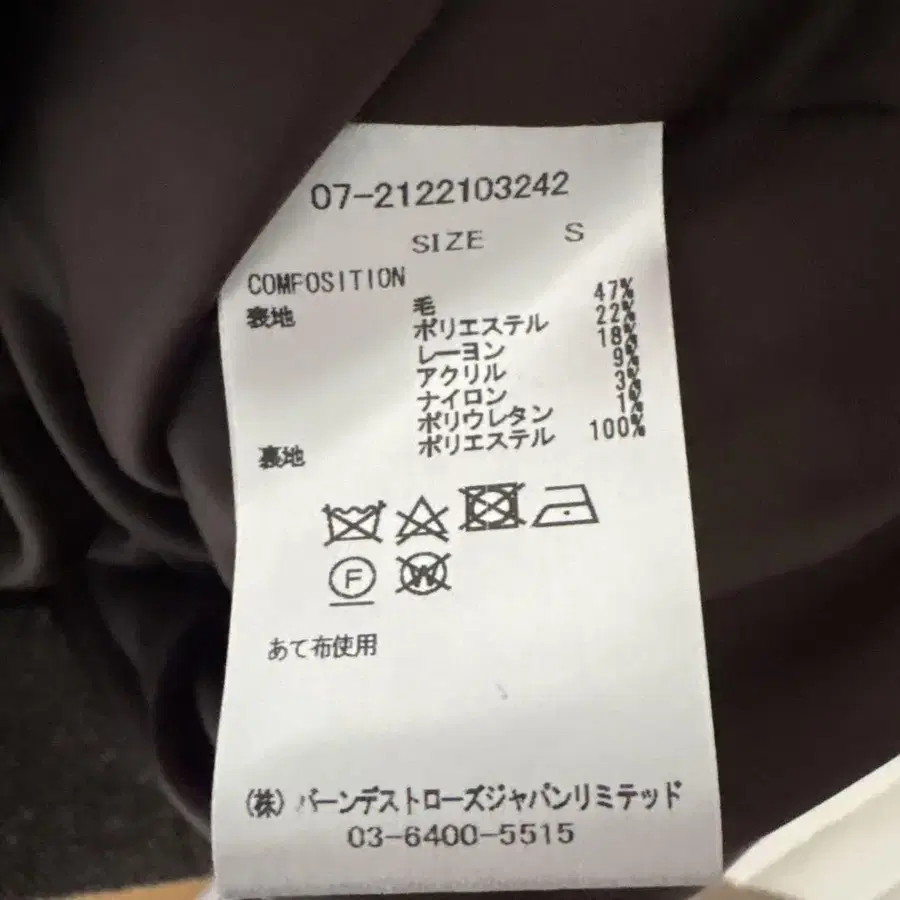 07-2122103242
SIZE S
COMPOSITION
表地 毛 47%
ポリエステル 22%
レーヨン 18%
アクリル 9%
ナイロン 3%
ポリウレタン 1%
裏地 ポリエステル 100%
F W
あて布使用
(株) バーンデストローズジャパンリミテッド
03-6400-5515